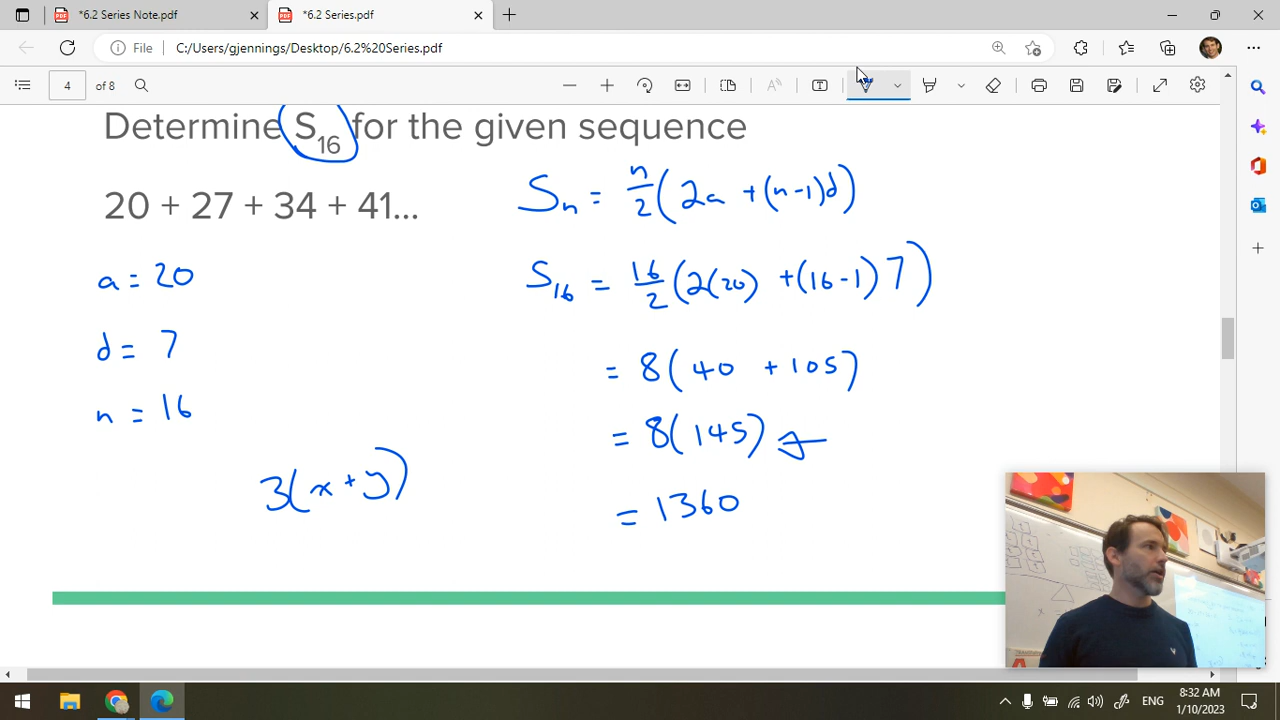 *6.2 Series Note.pdf
*6.2 Series.pdf
File
C:/Users/gjennings/Desktop/6.2%20Series.pdf
4 of 8
Determine S₁₆ for the given sequence
20 + 27 + 34 + 41...
a = 20
d = 7
n = 16
3(x + y)
Sₙ = n/2 (2a + (n-1)d)
S₁₆ = 16/2 (2(20) + (16-1) 7)
= 8(40 + 105)
= 8(145)
= 1360
ENG
8:32 AM
1/10/2023